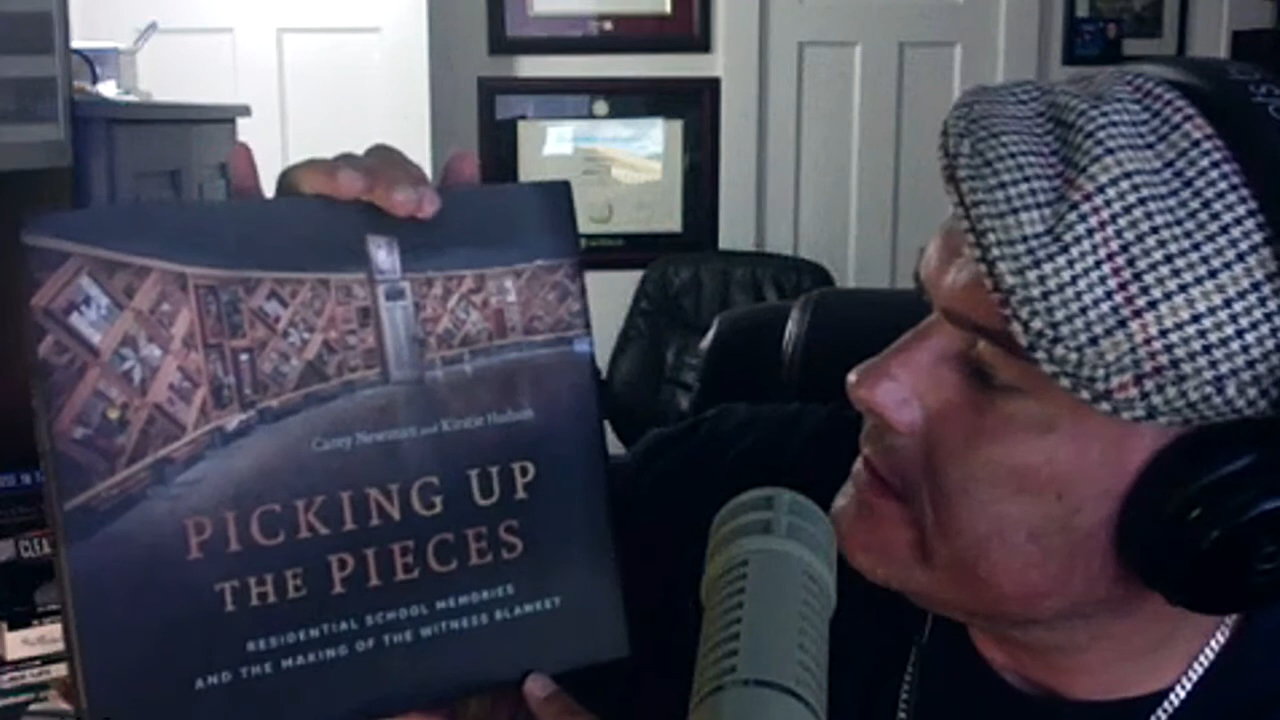 Carey Newman and Kirstie Hudson
PICKING UP
THE PIECES
RESIDENTIAL SCHOOL MEMORIES
AND THE MAKING OF THE WITNESS BLANKET
CLEA